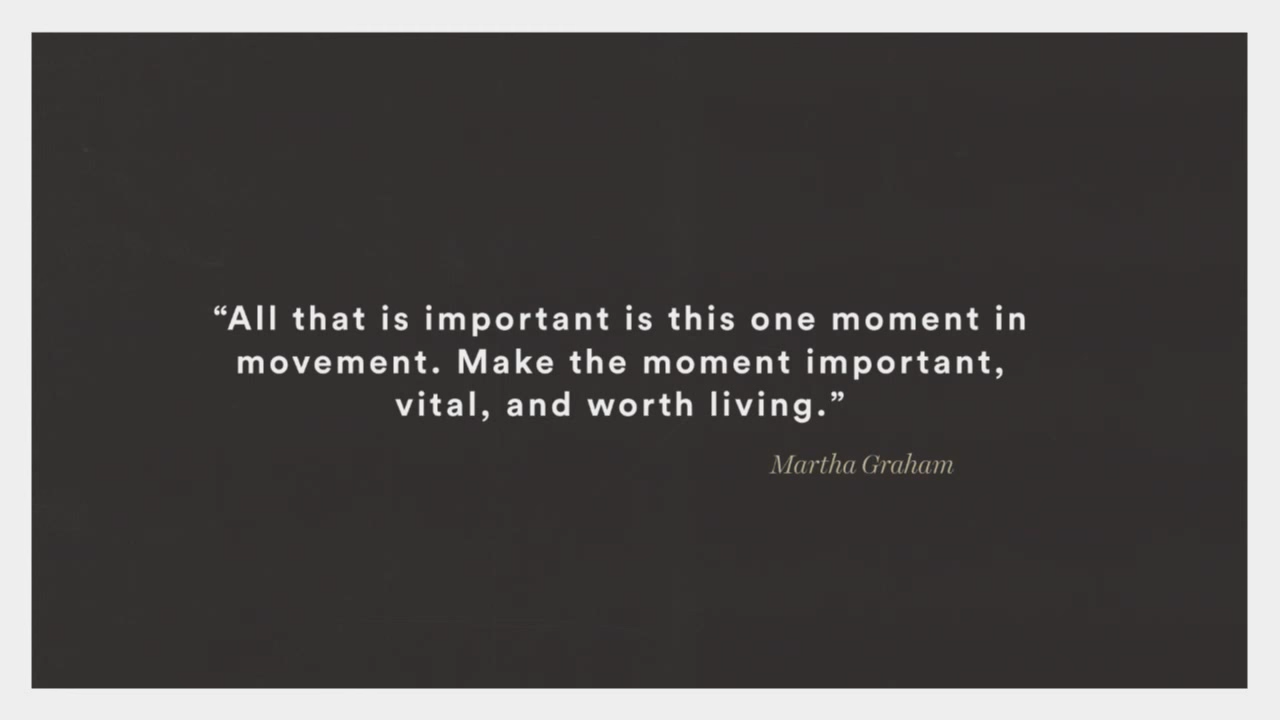 “All that is important is this one moment in
movement. Make the moment important,
vital, and worth living.”
Martha Graham